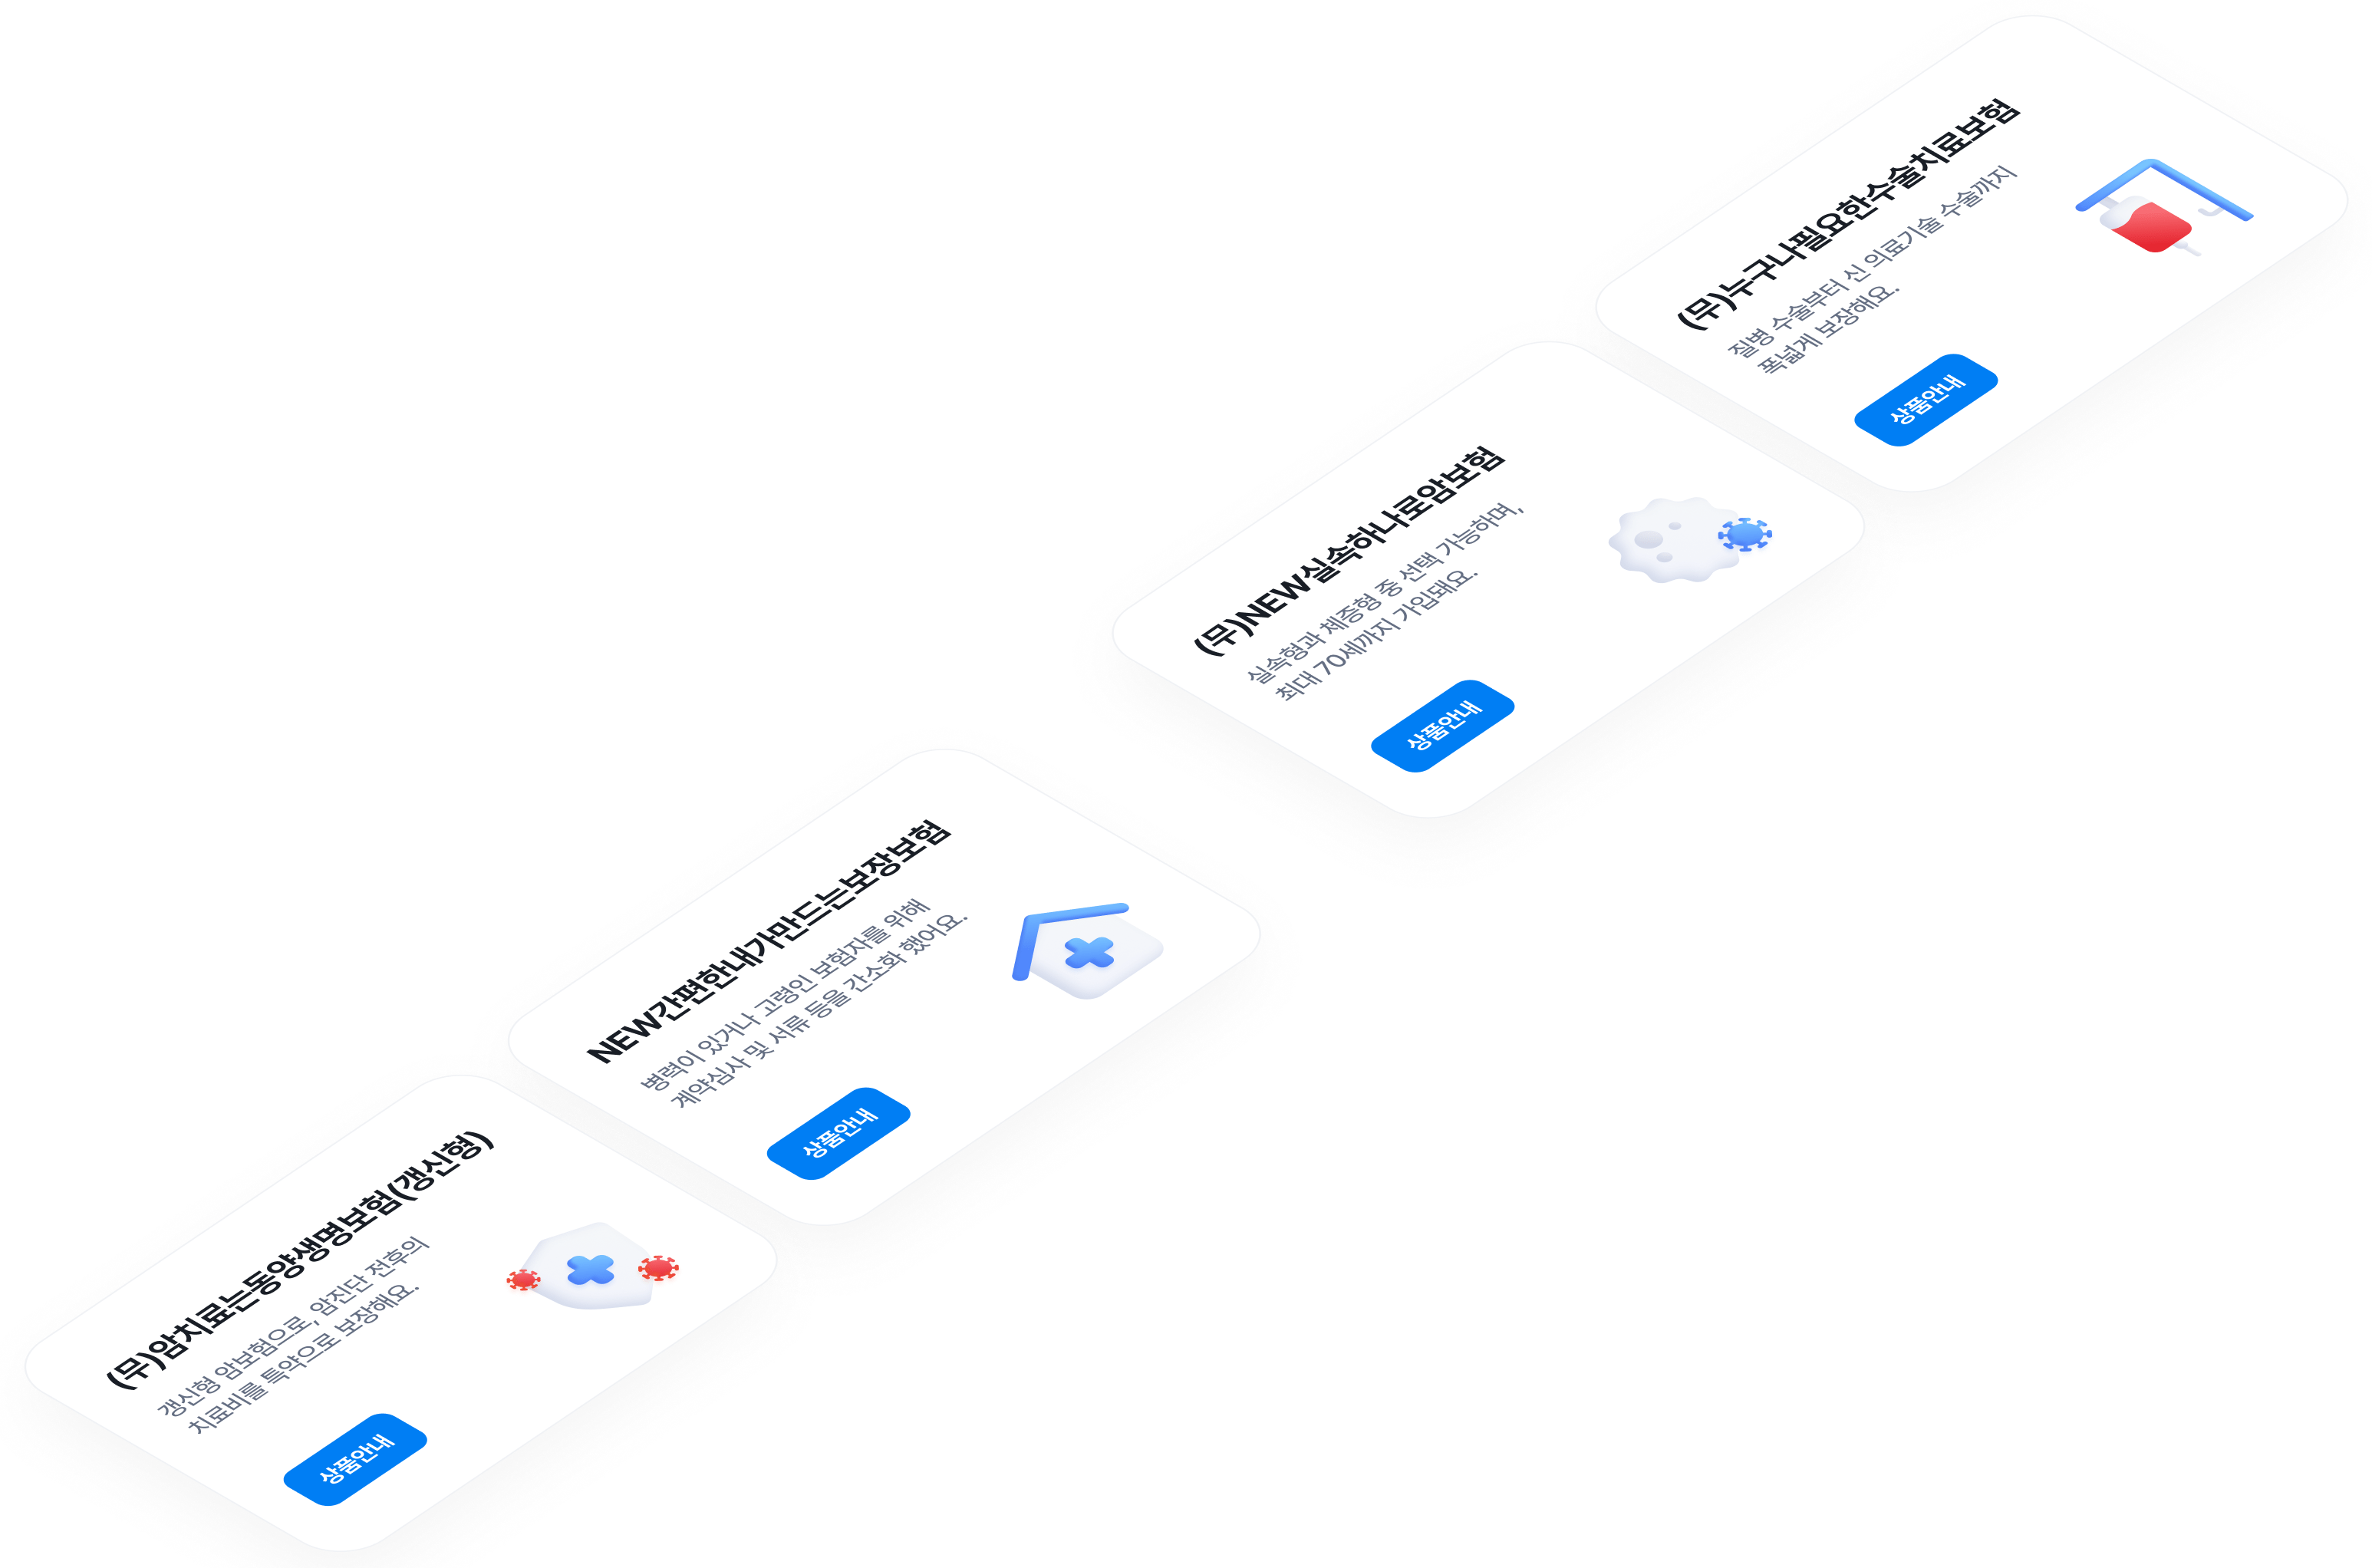 (무)암치료는동양생명보험(갱신형)
갱신형 암보험으로, 암진단 전후의
치료비를 특약으로 보장해요.
상품안내
NEW간편한내가만드는보장보험
병력이 있거나 고령인 보험자를 위해
계약심사 및 서류 등을 간소화 했어요.
상품안내
(무)NEW실속하나로암보험
실속형과 체증형 중 선택 가능하며,
최대 70세까지 가입돼요.
상품안내
(무)누구나필요한수술치료보험
질병 수술부터 신 의료기술 수술까지
폭넓게 보장해요.
상품안내